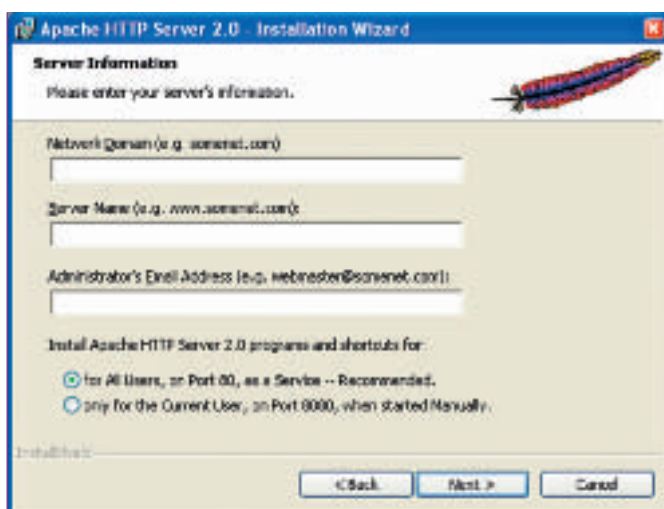 Apache HTTP Server 2.0 - Installation Wizard
Server Information
Please enter your server's information.
Network Domain (e.g. somenet.com)
Server Name (e.g. www.somenet.com):
Administrator's Email Address (e.g. webmaster@somenet.com):
Install Apache HTTP Server 2.0 programs and shortcuts for:
for All Users, on Port 80, as a Service -- Recommended.
only for the Current User, on Port 8080, when started Manually.
InstallShield
< Back
Next >
Cancel